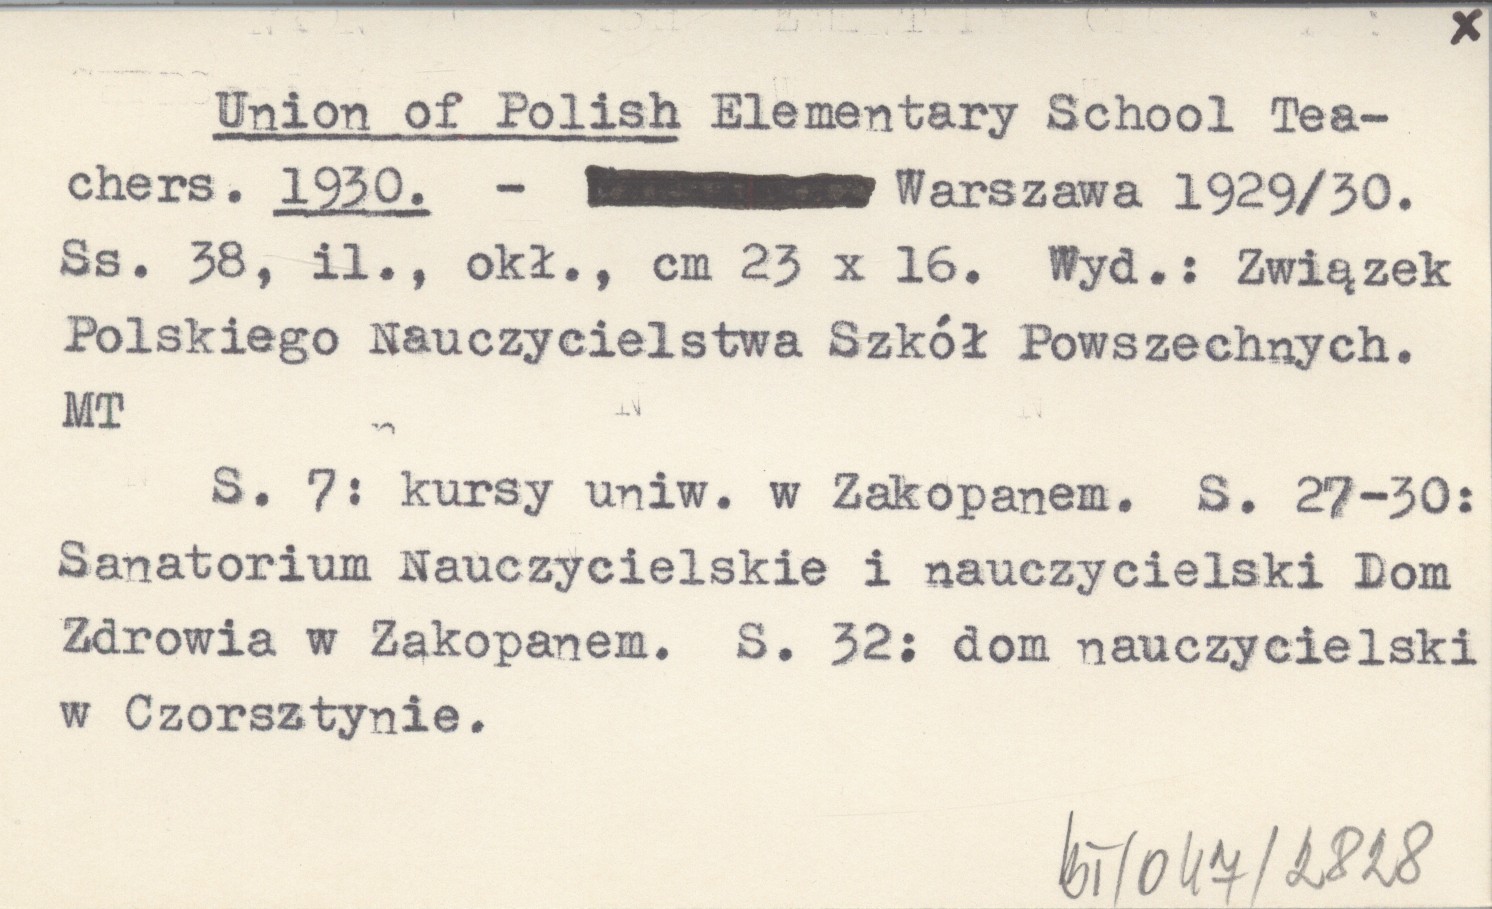 x
Union of Polish Elementary School Tea-
chers. 1930. - Warszawa 1929/30.
Ss. 38, il., okł., cm 23 x 16. Wyd.: Związek
Polskiego Nauczycielstwa Szkół Powszechnych.
MT
S. 7: kursy uniw. w Zakopanem. S. 27-30:
Sanatorium Nauczycielskie i nauczycielski Dom
Zdrowia w Zakopanem. S. 32: dom nauczycielski
w Czorsztynie.
/047/2828